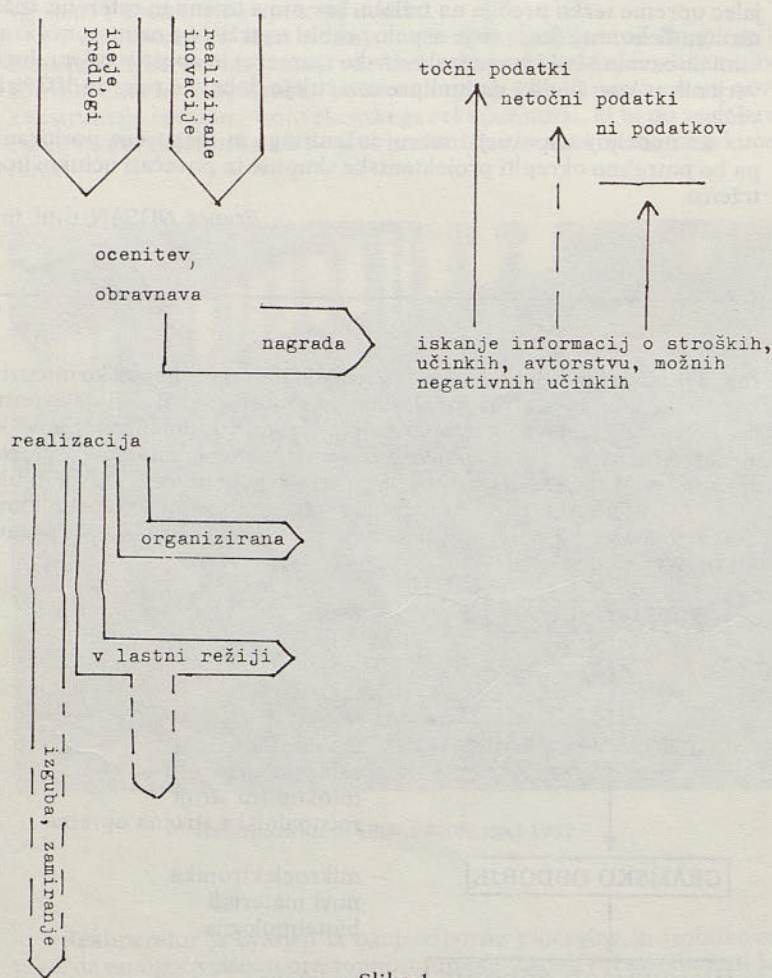 ideje,
predlogi
realizirane
inovacije
točni podatki
netočni podatki
ni podatkov
ocenitev,
obravnava
nagrada
iskanje informacij o stroških,
učinkih, avtorstvu, možnih
negativnih učinkih
realizacija
organizirana
v lastni režiji
izguba, zamiranje
Slika 1